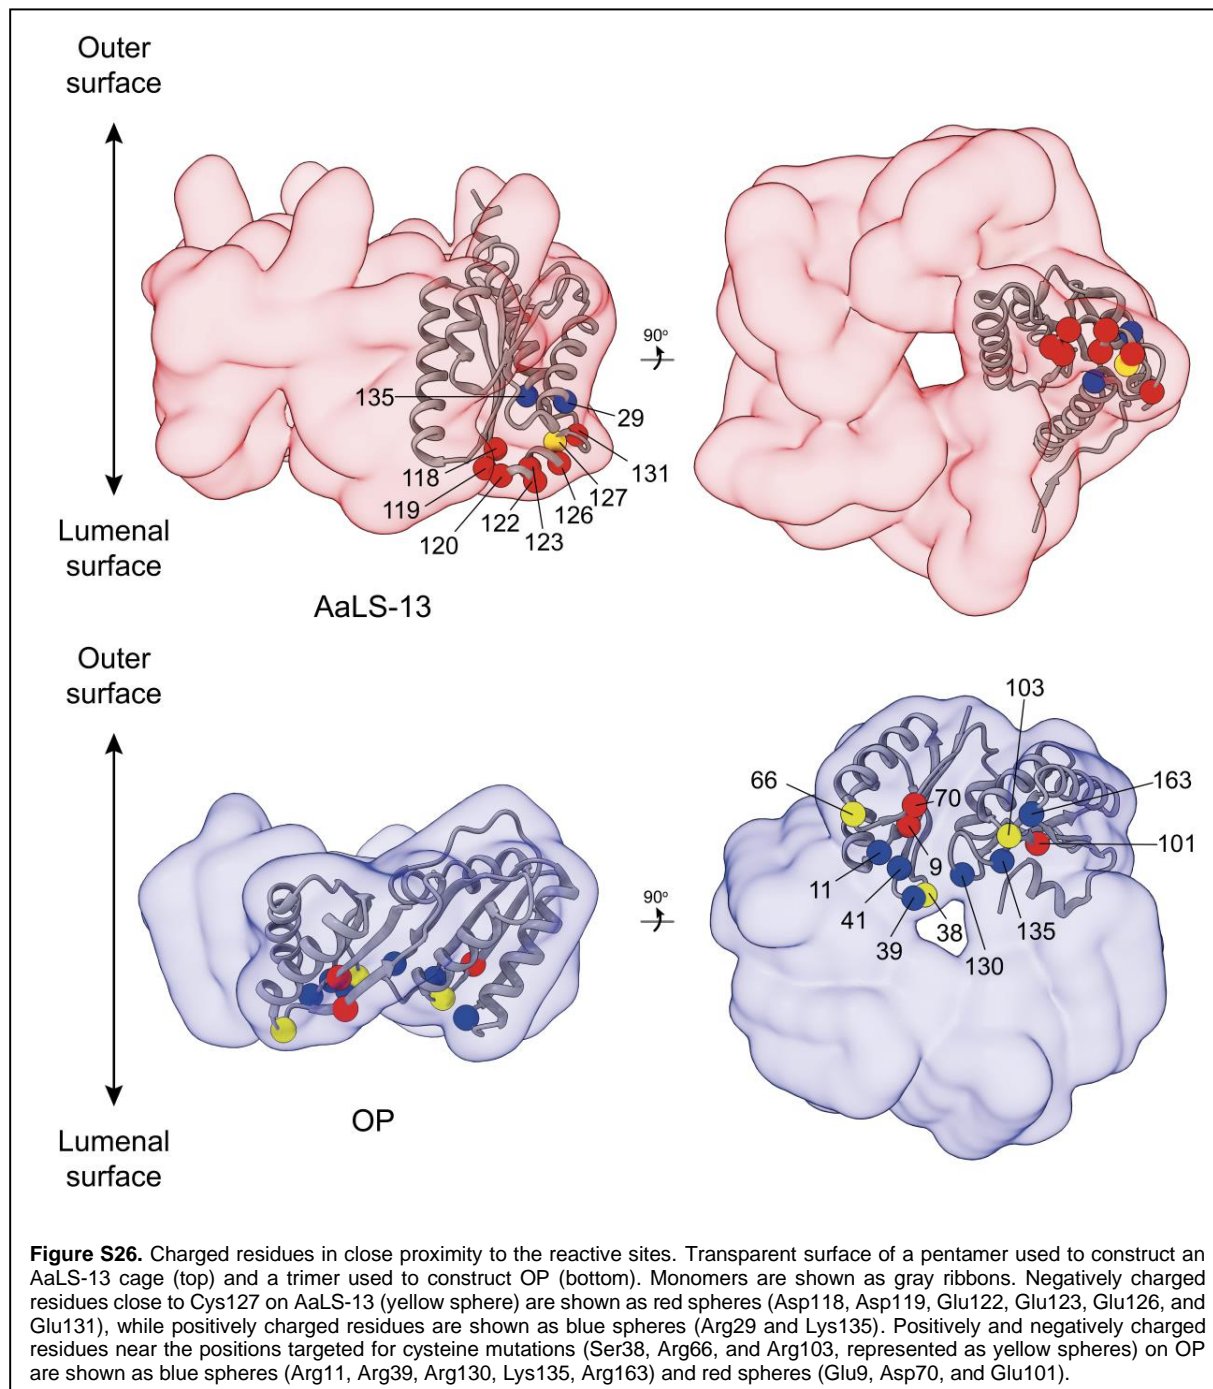 Outer
surface
90°
135
29
118
131
119
127
122
126
120
123
Lumenal
surface
AaLS-13
Outer
surface
103
66
70
163
90°
9
101
11
41
38
135
39
130
OP
Lumenal
surface
Figure S26. Charged residues in close proximity to the reactive sites. Transparent surface of a pentamer used to construct an
AaLS-13 cage (top) and a trimer used to construct OP (bottom). Monomers are shown as gray ribbons. Negatively charged
residues close to Cys127 on AaLS-13 (yellow sphere) are shown as red spheres (Asp118, Asp119, Glu122, Glu123, Glu126, and
Glu131), while positively charged residues are shown as blue spheres (Arg29 and Lys135). Positively and negatively charged
residues near the positions targeted for cysteine mutations (Ser38, Arg66, and Arg103, represented as yellow spheres) on OP
are shown as blue spheres (Arg11, Arg39, Arg130, Lys135, Arg163) and red spheres (Glu9, Asp70, and Glu101).